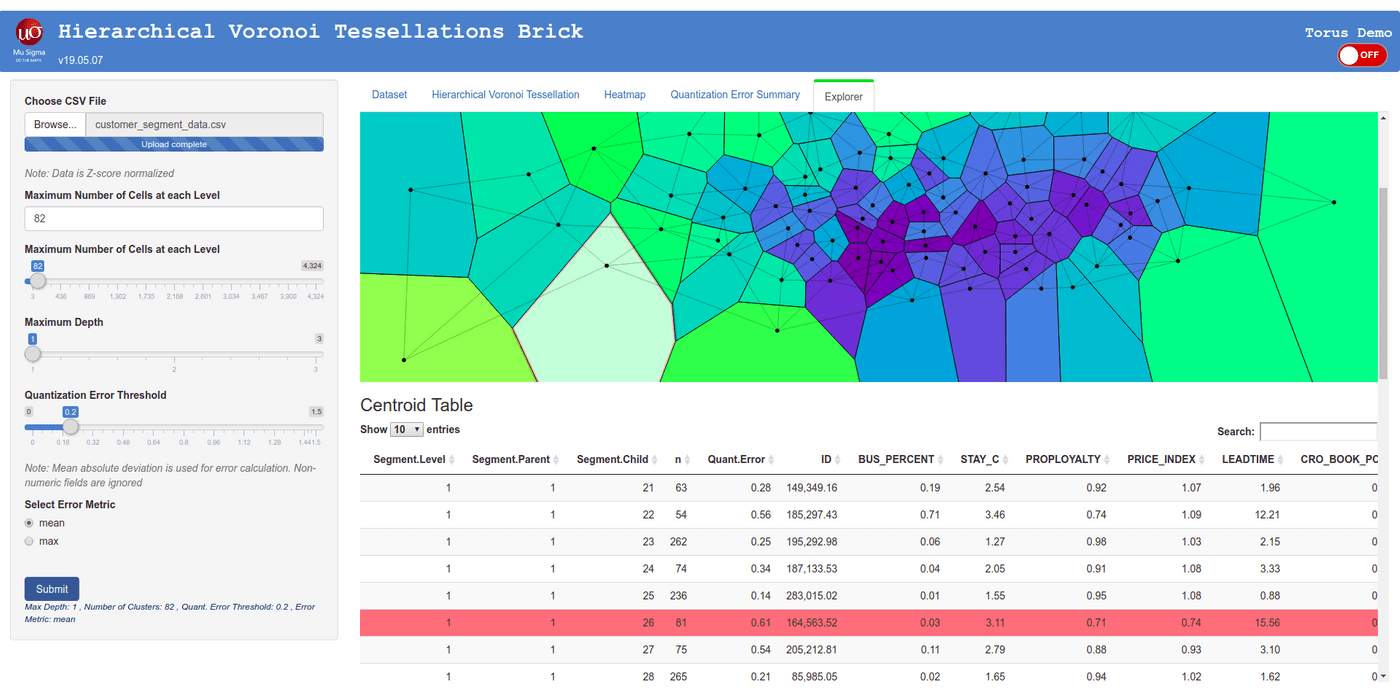 Hierarchical Voronoi Tessellations Brick
Torus Demo
μσ
Mu Sigma
DO THE MATH
v19.05.07
OFF
Choose CSV File
Browse... customer_segment_data.csv
Upload complete
Note: Data is Z-score normalized
Maximum Number of Cells at each Level
82
Maximum Number of Cells at each Level
82 4,324
3 436 869 1,302 1,735 2,168 2,601 3,034 3,467 3,900 4,324
Maximum Depth
1 3
1 2 3
Quantization Error Threshold
0 0.2 1.5
0 0.16 0.32 0.48 0.64 0.8 0.96 1.12 1.28 1.44 1.5
Note: Mean absolute deviation is used for error calculation. Non-
numeric fields are ignored
Select Error Metric
mean
max
Submit
Max Depth: 1 , Number of Clusters: 82 , Quant. Error Threshold: 0.2 , Error
Metric: mean
Dataset Hierarchical Voronoi Tessellation Heatmap Quantization Error Summary Explorer
Centroid Table
Show 10 entries
Search:
Segment.Level Segment.Parent Segment.Child n Quant.Error ID BUS_PERCENT STAY_C PROPLOYALTY PRICE_INDEX LEADTIME CRO_BOOK_PC
1 1 21 63 0.28 149,349.16 0.19 2.54 0.92 1.07 1.96 0
1 1 22 54 0.56 185,297.43 0.71 3.46 0.74 1.09 12.21 0
1 1 23 262 0.25 195,292.98 0.06 1.27 0.98 1.03 2.15 0
1 1 24 74 0.34 187,133.53 0.04 2.05 0.91 1.08 3.33 0
1 1 25 236 0.14 283,015.02 0.01 1.55 0.95 1.08 0.88 0
1 1 26 81 0.61 164,563.52 0.03 3.11 0.71 0.74 15.56 0
1 1 27 75 0.54 205,212.81 0.11 2.79 0.88 0.93 3.10 0
1 1 28 265 0.21 85,985.05 0.02 1.65 0.94 1.02 1.62 0